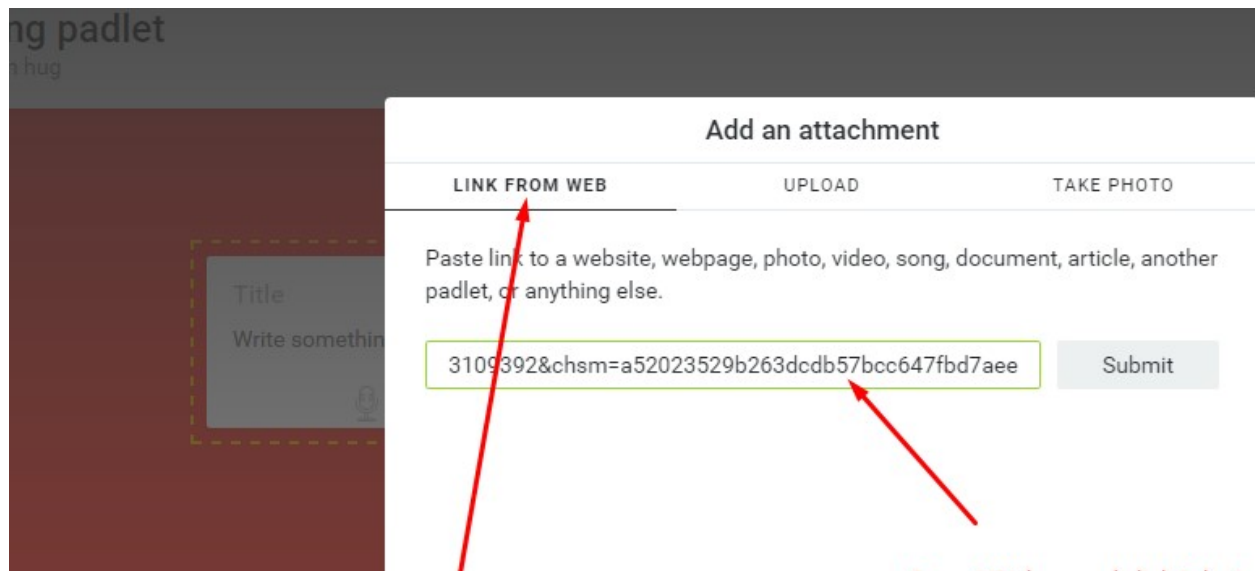 ng padlet
hug
Add an attachment
LINK FROM WEB
UPLOAD
TAKE PHOTO
Paste link to a website, webpage, photo, video, song, document, article, another
padlet, or anything else.
Title
Write somethin
3109392&chsm=a52023529b263dcdb57bcc647fbd7aee
Submit